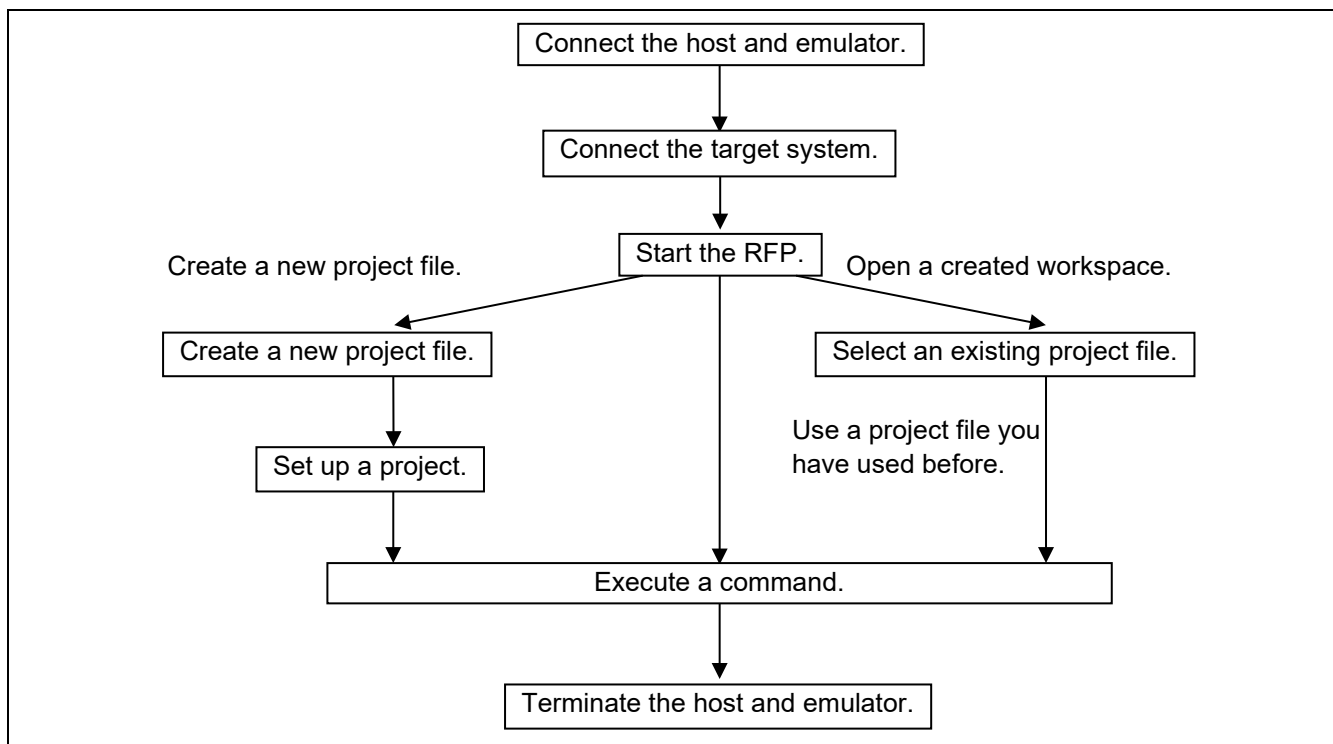 Connect the host and emulator.
Connect the target system.
Start the RFP.
Create a new project file.
Open a created workspace.
Create a new project file.
Select an existing project file.
Use a project file you
have used before.
Set up a project.
Execute a command.
Terminate the host and emulator.